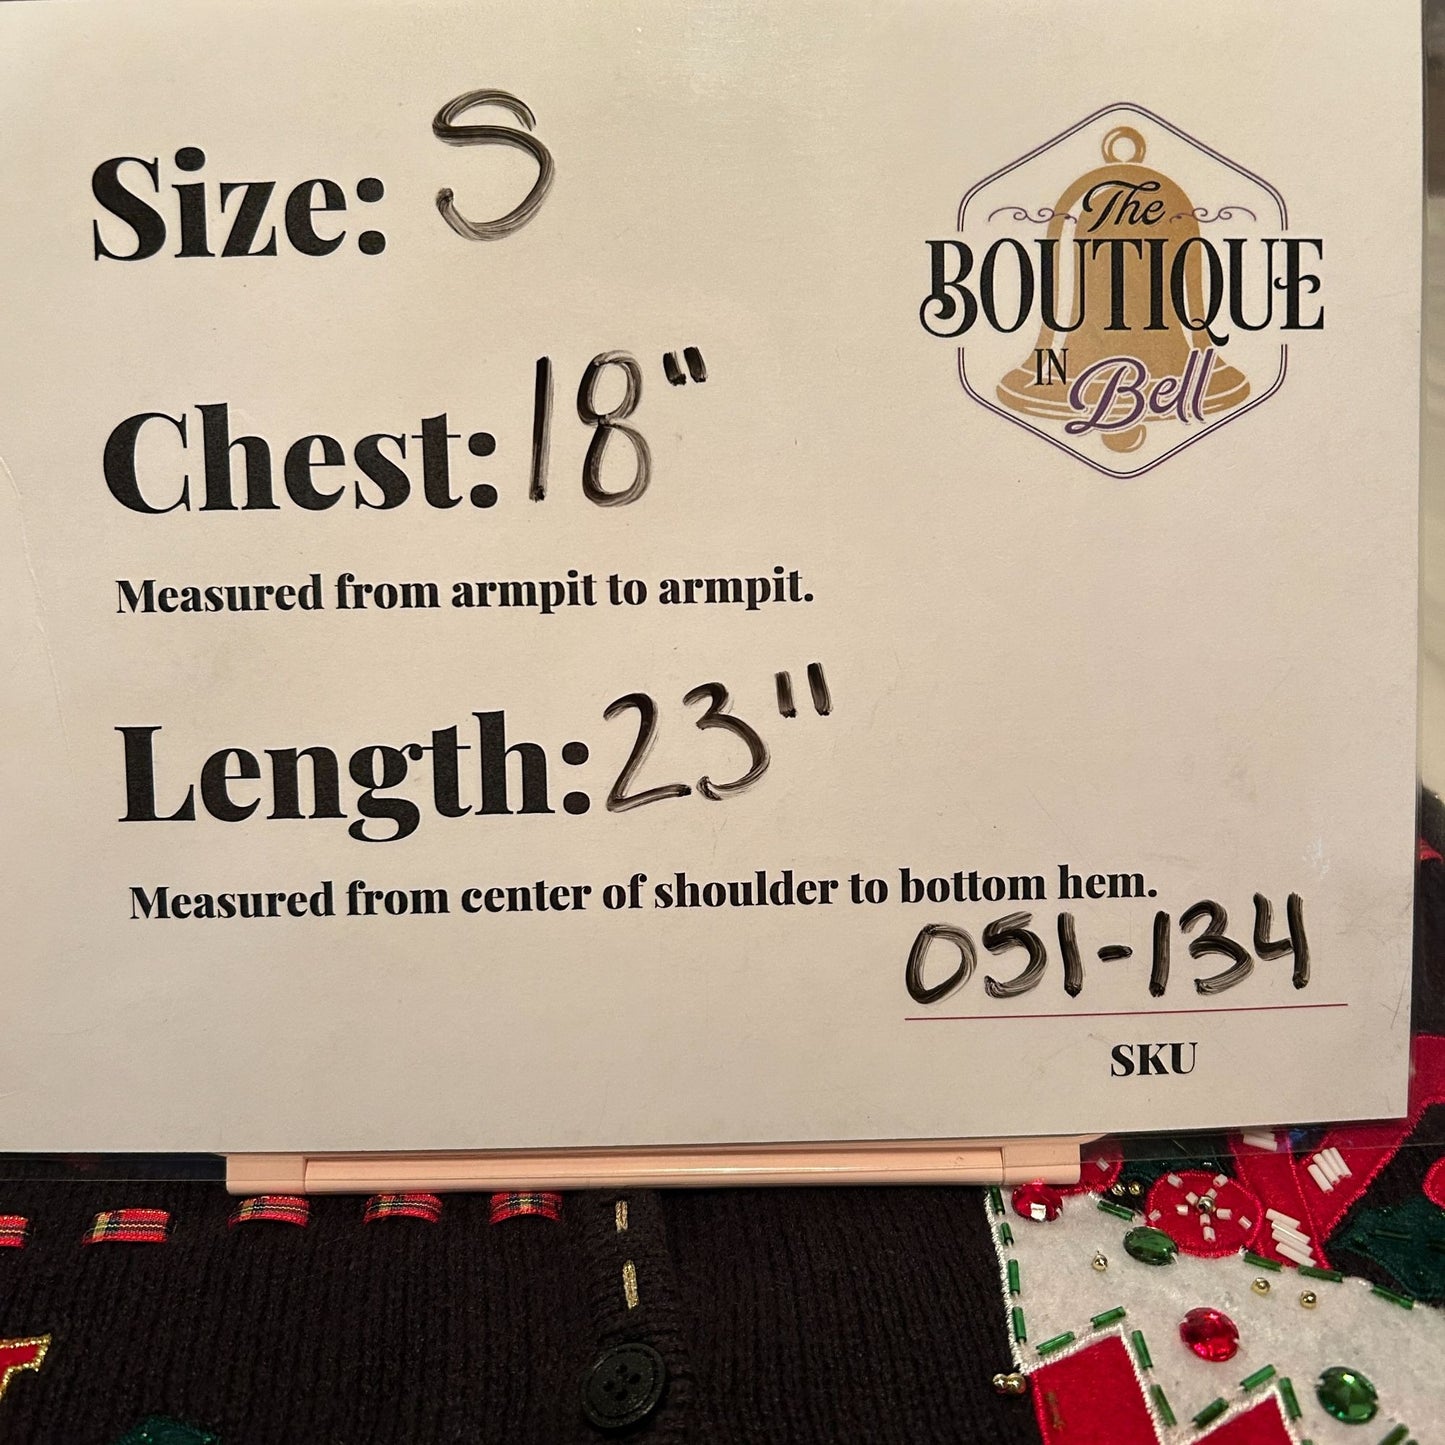 Size: S
The
BOUTIQUE
IN Bell
Chest: 18"
Measured from armpit to armpit.
Length: 23"
Measured from center of shoulder to bottom hem.
051-134
SKU